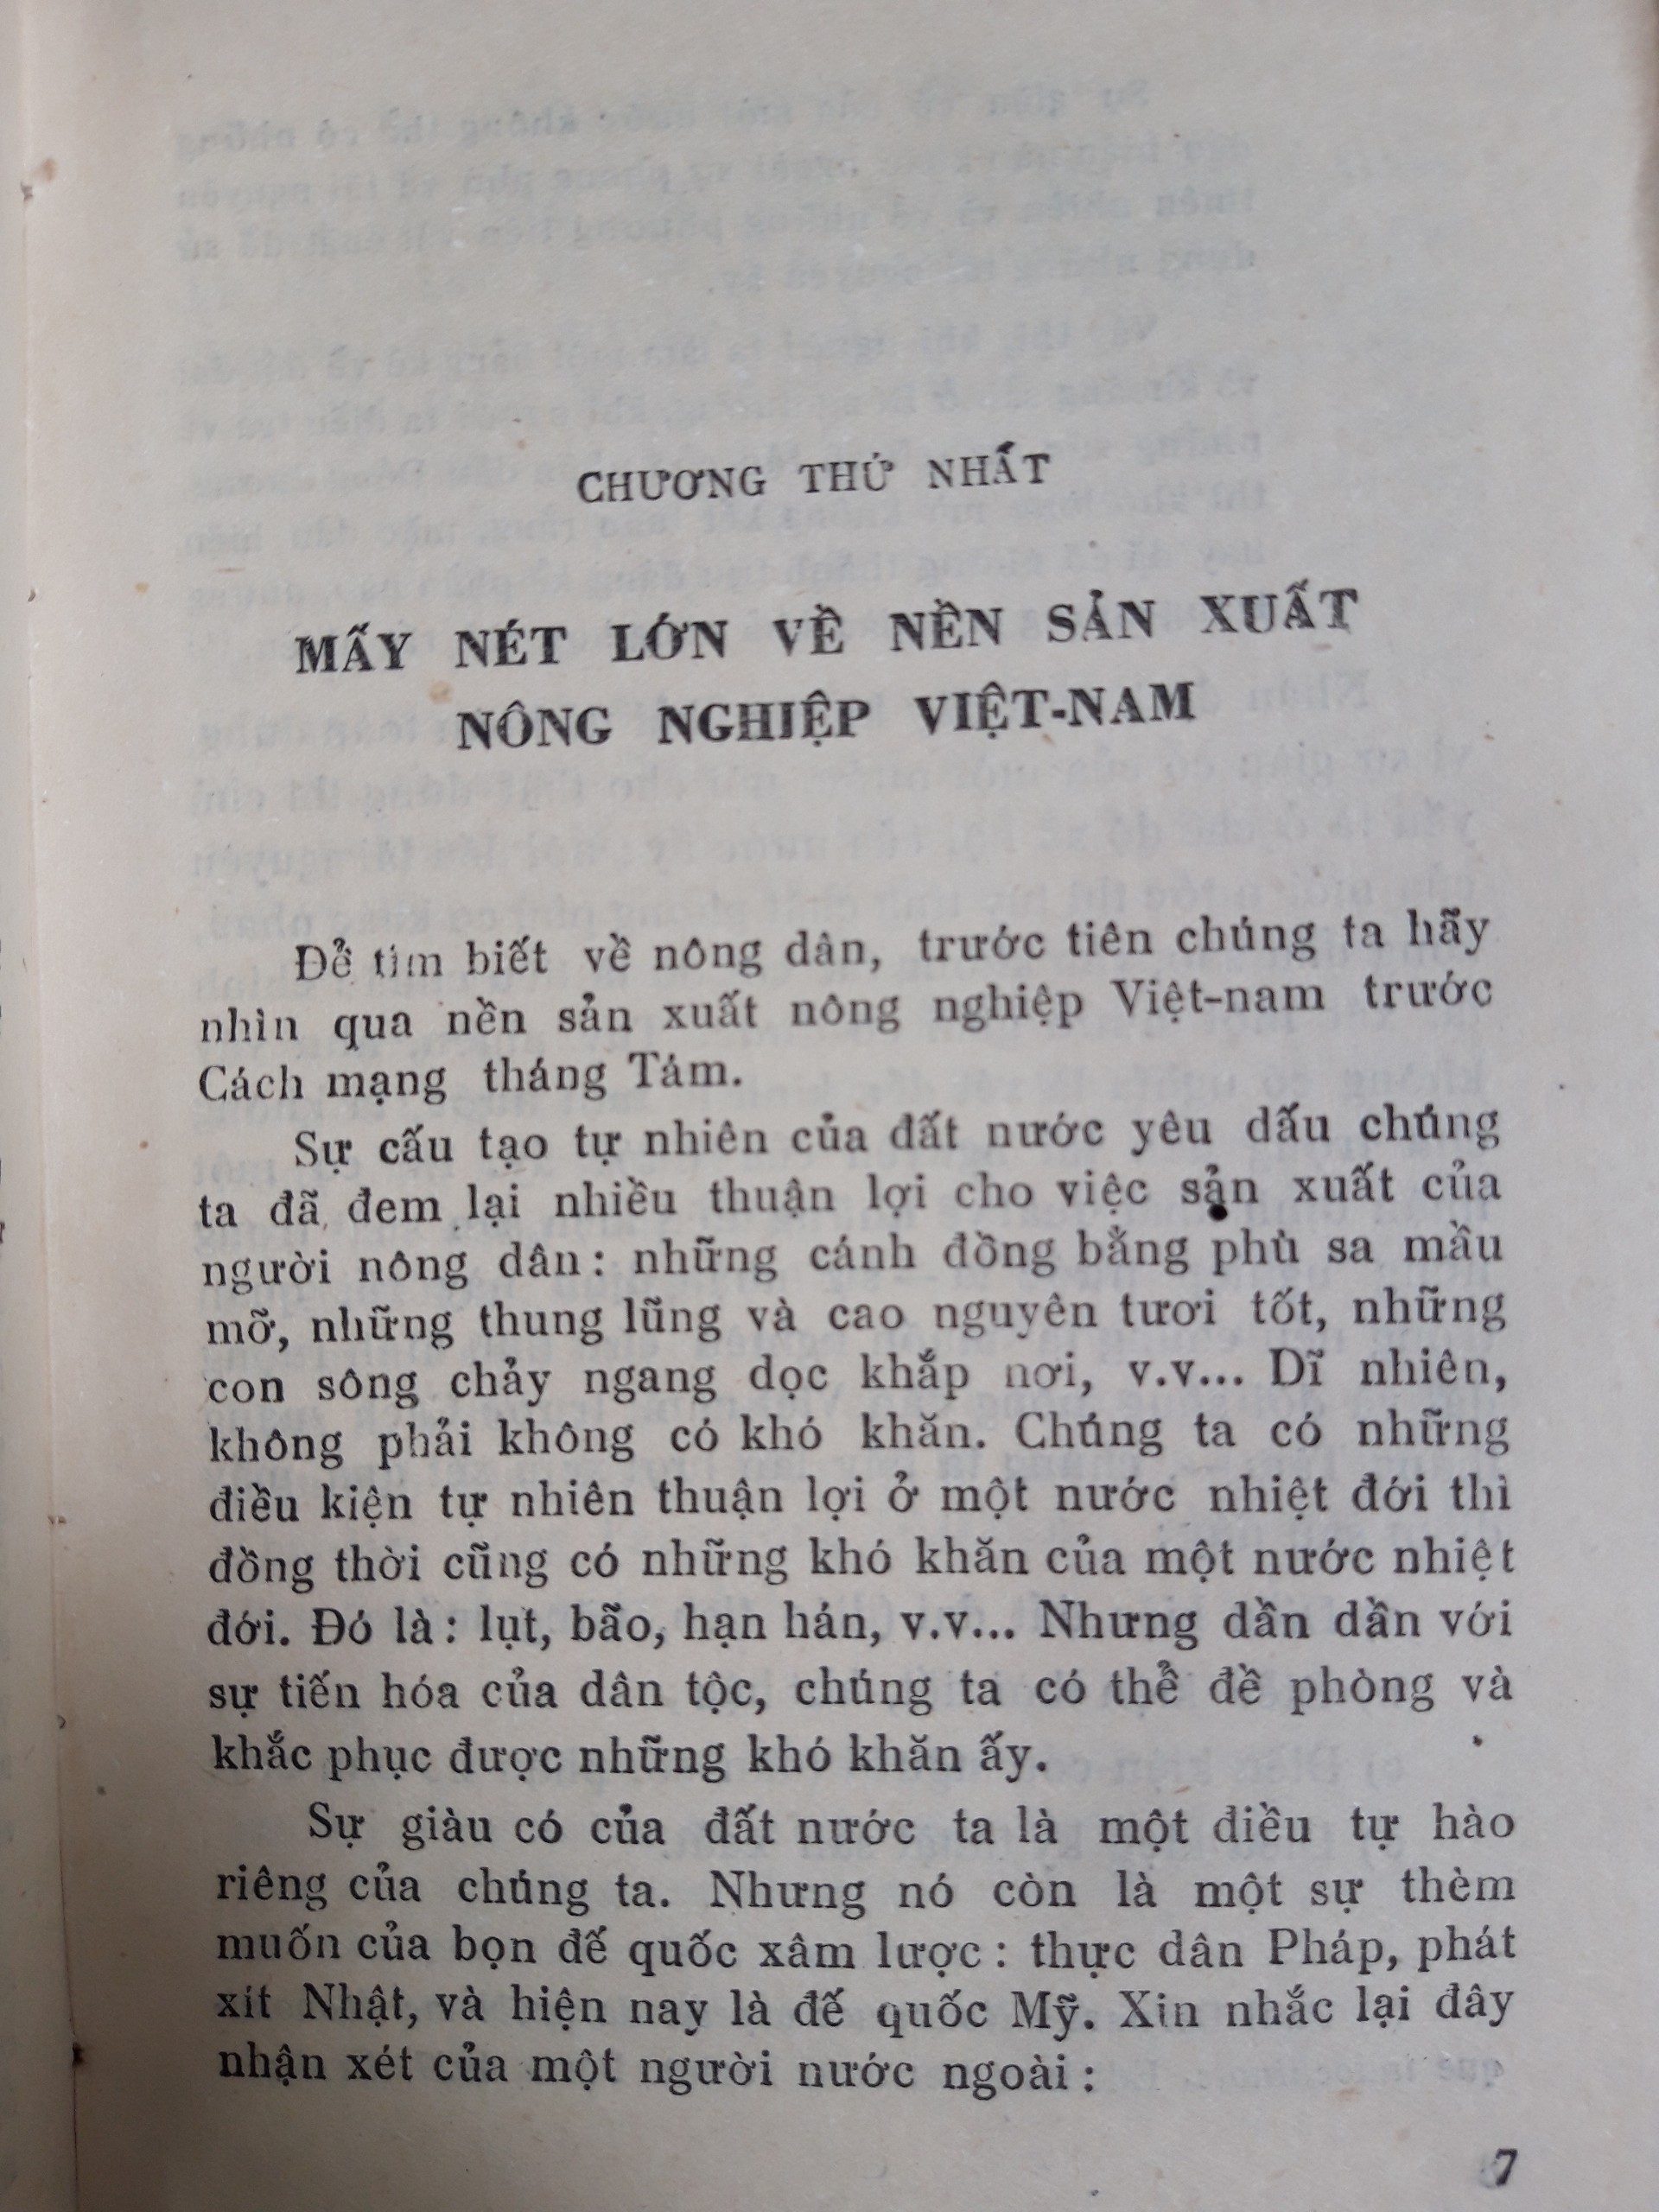 CHƯƠNG THỨ NHẤT
MẤY NÉT LỚN VỀ NỀN SẢN XUẤT
NÔNG NGHIỆP VIỆT-NAM
Để tìm biết về nông dân, trước tiên chúng ta hãy
nhìn qua nền sản xuất nông nghiệp Việt-nam trước
Cách mạng tháng Tám.
Sự cấu tạo tự nhiên của đất nước yêu dấu chúng
ta đã đem lại nhiều thuận lợi cho việc sản xuất của
người nông dân : những cánh đồng bằng phù sa mầu
mỡ, những thung lũng và cao nguyên tươi tốt, những
con sông chảy ngang dọc khắp nơi, v.v... Dĩ nhiên,
không phải không có khó khăn. Chúng ta có những
điều kiện tự nhiên thuận lợi ở một nước nhiệt đới thì
đồng thời cũng có những khó khăn của một nước nhiệt
đới. Đó là : lụt, bão, hạn hán, v.v... Nhưng dần dần với
sự tiến hóa của dân tộc, chúng ta có thể đề phòng và
khắc phục được những khó khăn ấy.
Sự giàu có của đất nước ta là một điều tự hào
riêng của chúng ta. Nhưng nó còn là một sự thèm
muốn của bọn đế quốc xâm lược : thực dân Pháp, phát
xít Nhật, và hiện nay là đế quốc Mỹ. Xin nhắc lại đây
nhận xét của một người nước ngoài :
7